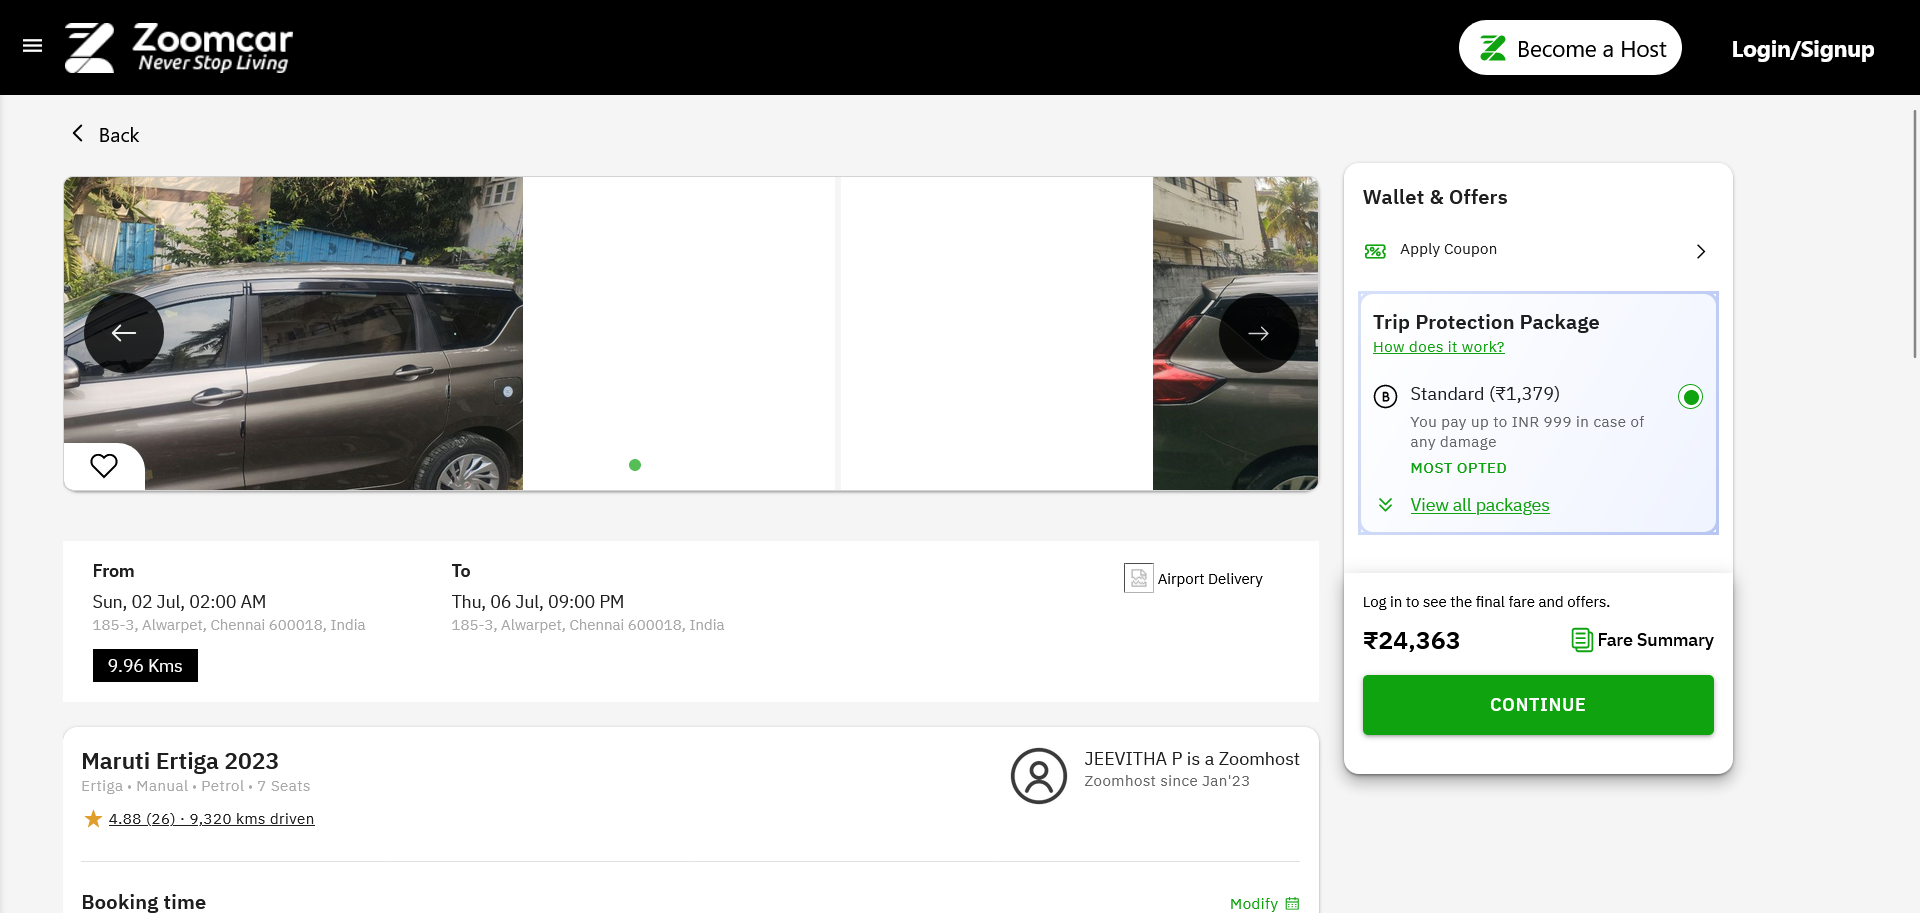 Zoomcar
Never Stop Living
Become a Host
Login/Signup
Back
Wallet & Offers
Apply Coupon
Trip Protection Package
How does it work?
B
Standard (₹1,379)
You pay up to INR 999 in case of
any damage
MOST OPTED
View all packages
From
Sun, 02 Jul, 02:00 AM
185-3, Alwarpet, Chennai 600018, India
To
Thu, 06 Jul, 09:00 PM
185-3, Alwarpet, Chennai 600018, India
Airport Delivery
9.96 Kms
Log in to see the final fare and offers.
₹24,363
Fare Summary
CONTINUE
Maruti Ertiga 2023
Ertiga • Manual • Petrol • 7 Seats
4.88 (26) · 9,320 kms driven
JEEVITHA P is a Zoomhost
Zoomhost since Jan'23
Booking time
Modify